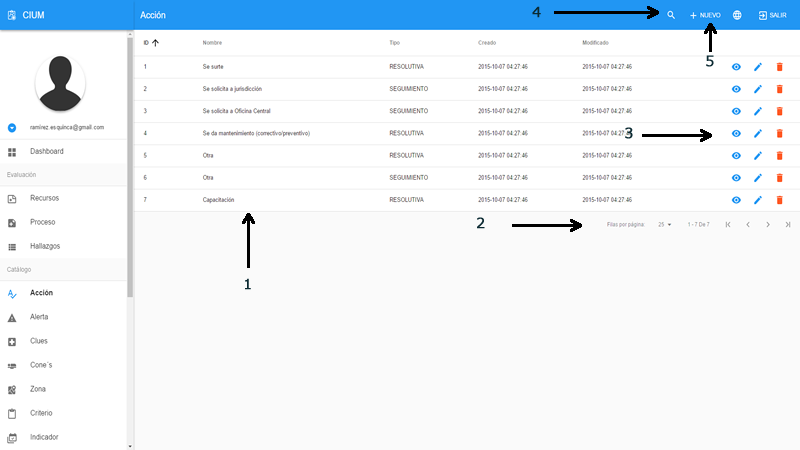 CIUM
Acción
4
NUEVO
SALIR
5
ramirez.esquinca@gmail.com
Dashboard
Evaluación
Recursos
Proceso
Hallazgos
Catálogo
Acción
Alerta
Clues
Cone´s
Zona
Criterio
Indicador
ID Nombre Tipo Creado Modificado
1 Se surte RESOLUTIVA 2015-10-07 04:27:46 2015-10-07 04:27:46
2 Se solicita a jurisdicción SEGUIMIENTO 2015-10-07 04:27:46 2015-10-07 04:27:46
3 Se solicita a Oficina Central SEGUIMIENTO 2015-10-07 04:27:46 2015-10-07 04:27:46
4 Se da mantenimiento (correctivo/preventivo) RESOLUTIVA 2015-10-07 04:27:46 2015-10-07 04:27:46
3
5 Otra RESOLUTIVA 2015-10-07 04:27:46 2015-10-07 04:27:46
6 Otra SEGUIMIENTO 2015-10-07 04:27:46 2015-10-07 04:27:46
7 Capacitación RESOLUTIVA 2015-10-07 04:27:46 2015-10-07 04:27:46
2
Filas por página: 25 1 - 7 De 7
1